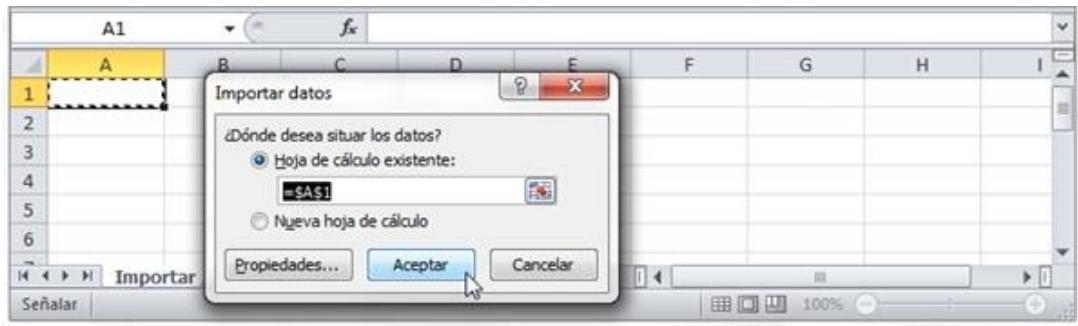 A1 fx
A B C D E F G H I
1
Importar datos
2
¿Dónde desea situar los datos?
3
Hoja de cálculo existente:
4
=$A$1
5
Nueva hoja de cálculo
6
Propiedades... Aceptar Cancelar
Importar
Señalar 100%